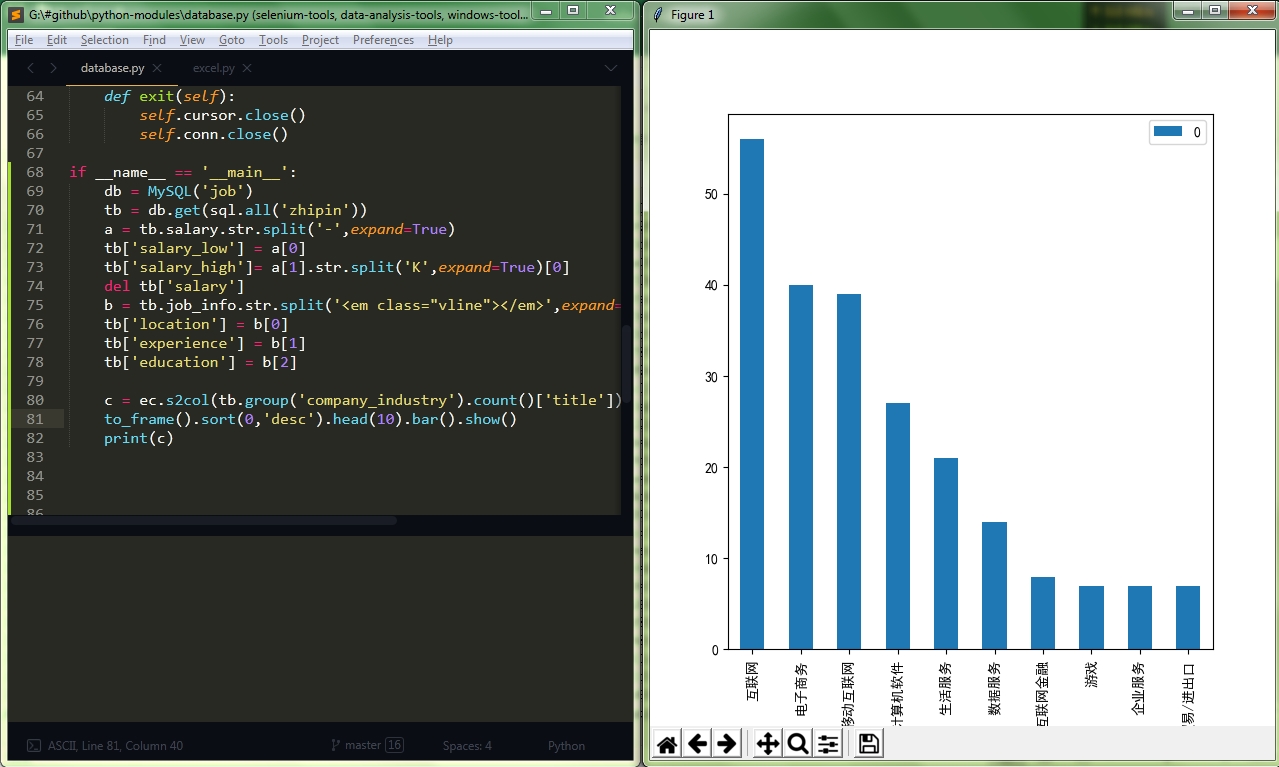 G:\#github\python-modules\database.py (selenium-tools, data-analysis-tools, windows-tool...
File Edit Selection Find View Goto Tools Project Preferences Help
database.py
excel.py
64 def exit(self):
65 self.cursor.close()
66 self.conn.close()
67
68 if __name__ == '__main__':
69 db = MySQL('job')
70 tb = db.get(sql.all('zhipin'))
71 a = tb.salary.str.split('-',expand=True)
72 tb['salary_low'] = a[0]
73 tb['salary_high']= a[1].str.split('K',expand=True)[0]
74 del tb['salary']
75 b = tb.job_info.str.split('<em class="vline"></em>',expand=
76 tb['location'] = b[0]
77 tb['experience'] = b[1]
78 tb['education'] = b[2]
79
80 c = ec.s2col(tb.group('company_industry').count()['title'])
81 to_frame().sort(0,'desc').head(10).bar().show()
82 print(c)
83
84
85
86
ASCII, Line 81, Column 40
master 16
Spaces: 4
Python
Figure 1
0
50
40
30
20
10
0
互联网
电子商务
移动互联网
计算机软件
生活服务
数据服务
互联网金融
游戏
企业服务
易/进出口